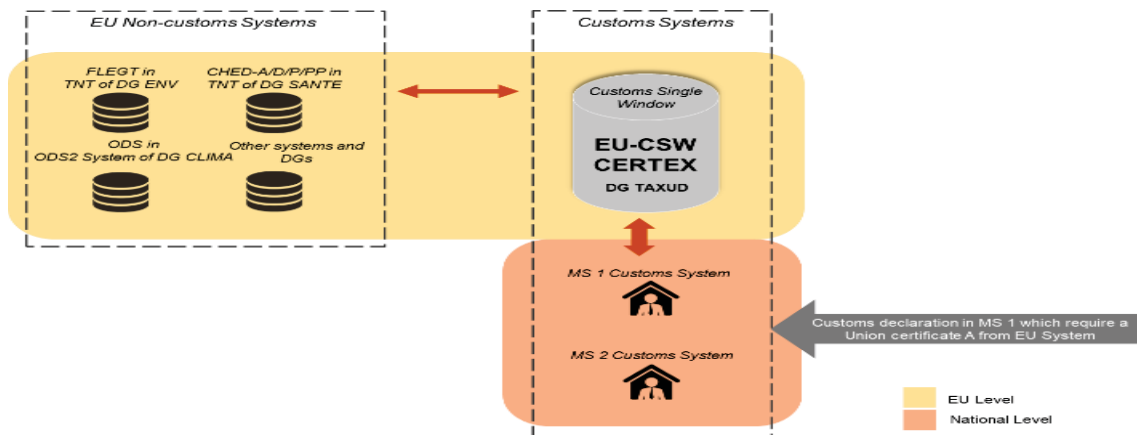 EU Non-customs Systems
Customs Systems
FLEGT in
TNT of DG ENV
CHED-A/D/P/PP in
TNT of DG SANTE
ODS in
ODS2 System of DG CLIMA
Other systems and
DGs
Customs Single
Window
EU-CSW
CERTEX
DG TAXUD
MS 1 Customs System
MS 2 Customs System
Customs declaration in MS 1 which require a
Union certificate A from EU System
EU Level
National Level